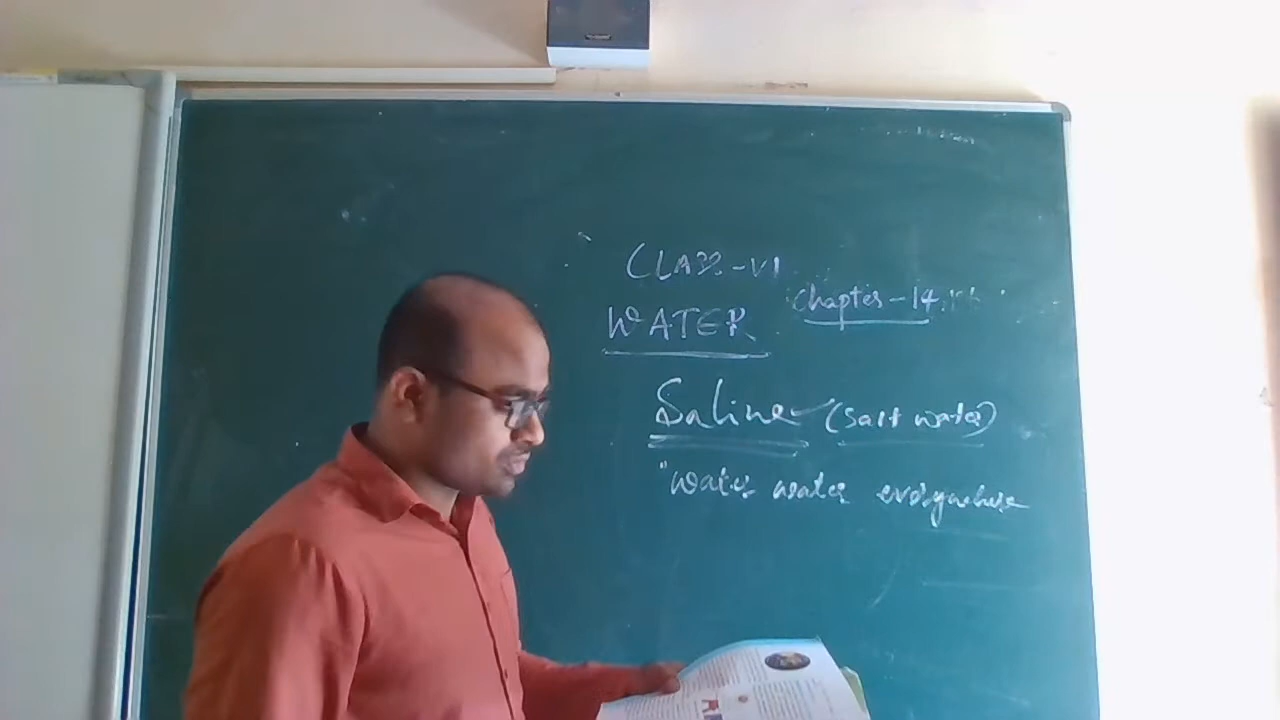 CLASS-VI
Chapter-14
WATER
Saline (salt water)
"Water water everywhere